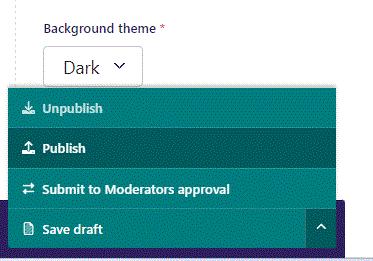 Background theme *
Dark
Unpublish
Publish
Submit to Moderators approval
Save draft